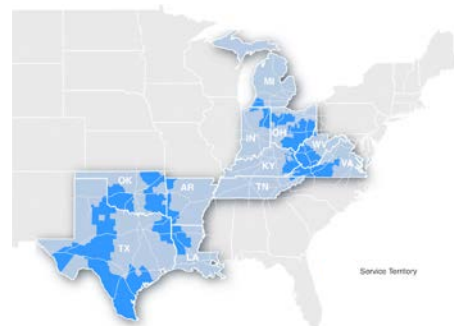 MI
IN
OH
WV
VA
KY
TN
OK
AR
TX
LA
Service Territory